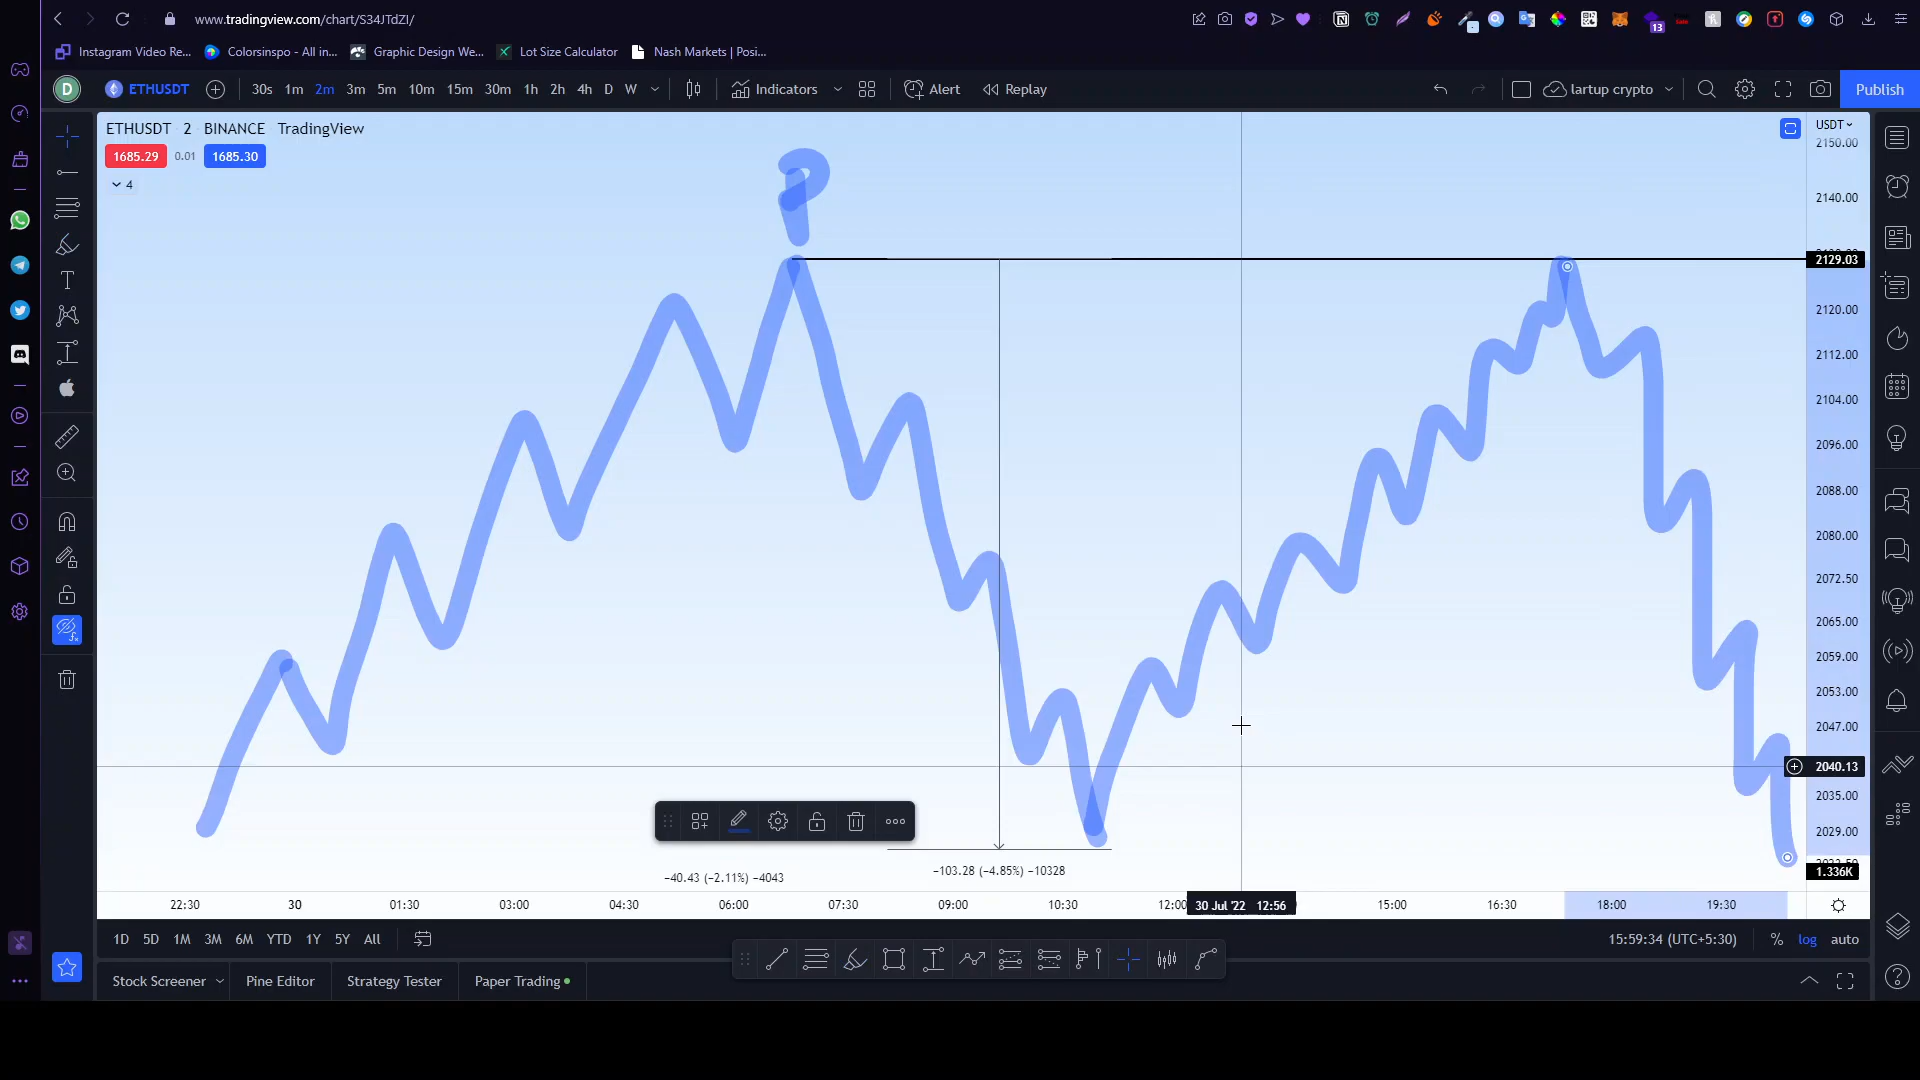 www.tradingview.com/chart/S34JTdZI/
Instagram Video Re...
Colorsinspo - All in...
Graphic Design We...
Lot Size Calculator
Nash Markets | Posi...
13
D
ETHUSDT
30s 1m 2m 3m 5m 10m 15m 30m 1h 2h 4h D W
Indicators
Alert
Replay
lartup crypto
Publish
ETHUSDT 2 BINANCE TradingView
1685.29 0.01 1685.30
4
USDT
2150.00
2140.00
2129.03
2120.00
2112.00
2104.00
2096.00
2088.00
2080.00
2072.50
2065.00
2059.00
2053.00
2047.00
2040.13
2035.00
2029.00
1.336K
−40.43 (−2.11%) −4043
−103.28 (−4.85%) −10328
22:30 30 01:30 03:00 04:30 06:00 07:30 09:00 10:30 12:00 30 Jul '22 12:56 15:00 16:30 18:00 19:30
1D 5D 1M 3M 6M YTD 1Y 5Y All
15:59:34 (UTC+5:30) % log auto
Stock Screener
Pine Editor
Strategy Tester
Paper Trading